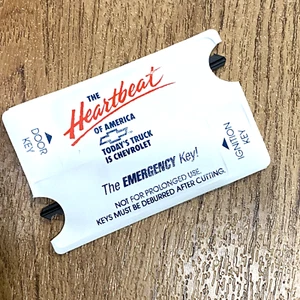 THE
Heartbeat
OF AMERICA
TODAY'S TRUCK
IS CHEVROLET
DOOR
KEY
IGNITION
KEY
The EMERGENCY Key!
NOT FOR PROLONGED USE
KEYS MUST BE DEBURRED AFTER CUTTING.